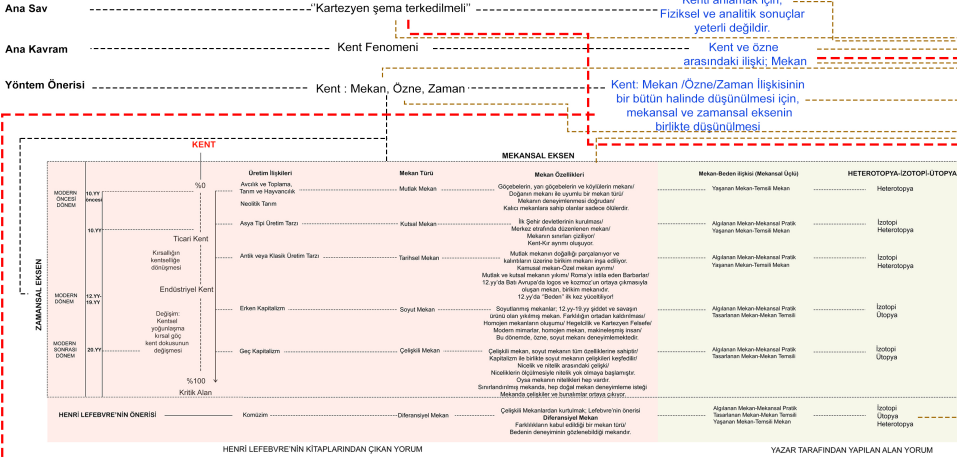 Ana Sav
"Kartezyen şema terkedilmeli"
Kenti anlamak için,
Fiziksel ve analitik sonuçlar
yeterli değildir.
Ana Kavram
Kent Fenomeni
Kent ve özne
arasındaki ilişki; Mekan
Yöntem Önerisi
Kent : Mekan, Özne, Zaman
Kent: Mekan /Özne/Zaman İlişkisinin
bir bütün halinde düşünülmesi için,
mekansal ve zamansal eksenin
birlikte düşünülmesi
KENT
MEKANSAL EKSEN
ZAMANSAL EKSEN
Üretim İlişkileri
Mekan Türü
Mekan Özellikleri
Mekan-Beden ilişkisi (Mekansal Üçlü)
HETEROTOPYA-İZOTOPİ-ÜTOPYA
MODERN
ÖNCESİ
DÖNEM
10.YY
öncesi
%0
Avcılık ve Toplama,
Tarım ve Hayvancılık
Neolitik Tarım
Mutlak Mekan
Göçebelerin, yarı göçebelerin ve köylülerin mekanı/
Doğanın mekanı ile uyumlu bir mekan türü/
Mekanın deneyimlenmesi doğrudan/
Kalıcı mekanlara sahip olanlar sadece ölülerdir.
Yaşanan Mekan-Temsili Mekan
Heterotopya
10.YY
Ticari Kent
Asya Tipi Üretim Tarzı
Kutsal Mekan
İlk Şehir devletlerinin kurulması/
Merkez etrafında düzenlenen mekan/
Mekanın sınırları çiziliyor/
Kent-Kır ayrımı oluşuyor.
Algılanan Mekan-Mekansal Pratik
Yaşanan Mekan-Temsili Mekan
İzotopi
Heterotopya
Kırsallığın
kentselliğe
dönüşmesi
Antik veya Klasik Üretim Tarzı
Tarihsel Mekan
Mutlak mekanın doğallığı parçalanıyor ve
kalıntıların üzerine birikim mekanı inşa ediliyor.
Kamusal mekan-Özel mekan ayrımı/
Mutlak ve kutsal mekanın yıkımı/ Roma'yı istila eden Barbarlar/
12.yy'da Batı Avrupa'da logos ve kozmoz'un ortaya çıkmasıyla
oluşan mekan, birikim mekanıdır.
12.yy'da "Beden" ilk kez yüceltiliyor!
Algılanan Mekan-Mekansal Pratik
Yaşanan Mekan-Temsili Mekan
İzotopi
Heterotopya
MODERN
DÖNEM
12.YY-
19.YY
Endüstriyel Kent
Değişim:
Kentsel
yoğunlaşma
kırsal göç
kent dokusunun
değişmesi
Erken Kapitalizm
Soyut Mekan
Soyutlanmış mekanlar; 12.yy-19.yy şiddet ve savaşın
ürünü olan yıkılmış mekan. Farklılığın ortadan kaldırılması/
Homojen mekanların oluşumu/ Hegelcilik ve Kartezyen Felsefe/
Modern mimarlar, homojen mekan, makineleşmiş insan/
Bu dönemde, özne, soyut mekanı deneyimlemektedir.
Algılanan Mekan-Mekansal Pratik
Tasarlanan Mekan-Mekan Temsili
İzotopi
Ütopya
MODERN
SONRASI
DÖNEM
20.YY
Geç Kapitalizm
Çelişkili Mekan
Çelişkili mekan, soyut mekanın tüm özelliklerine sahiptir/
Kapitalizm ile birlikte soyut mekanın çelişkileri keşfedilir/
Nicelik ve nitelik arasındaki çelişki/
Niceliklerin ölçülmesiyle nitelik yok olmaya başlamıştır.
Oysa mekanın nitelikleri hep vardır.
Sınırlandırılmış mekanda, hep doğal mekan deneyimleme isteği
Mekanda çelişkiler ve bunalımlar ortaya çıkıyor.
Algılanan Mekan-Mekansal Pratik
Tasarlanan Mekan-Mekan Temsili
İzotopi
Ütopya
%100
Kritik Alan
HENRİ LEFEBVRE'NİN ÖNERİSİ
Komüzim
Diferansiyel Mekan
Çelişkili Mekanlardan kurtulmak; Lefebvre'nin önerisi
Diferansiyel Mekan
Farklılıkların kabul edildiği bir mekan türü/
Bedenin deneyiminin gözlenebildiği mekandır.
Algılanan Mekan-Mekansal Pratik
Tasarlanan Mekan-Mekan Temsili
Yaşanan Mekan-Temsili Mekan
İzotopi
Ütopya
Heterotopya
HENRİ LEFEBVRE'NİN KİTAPLARINDAN ÇIKAN YORUM
YAZAR TARAFINDAN YAPILAN ALAN YORUM